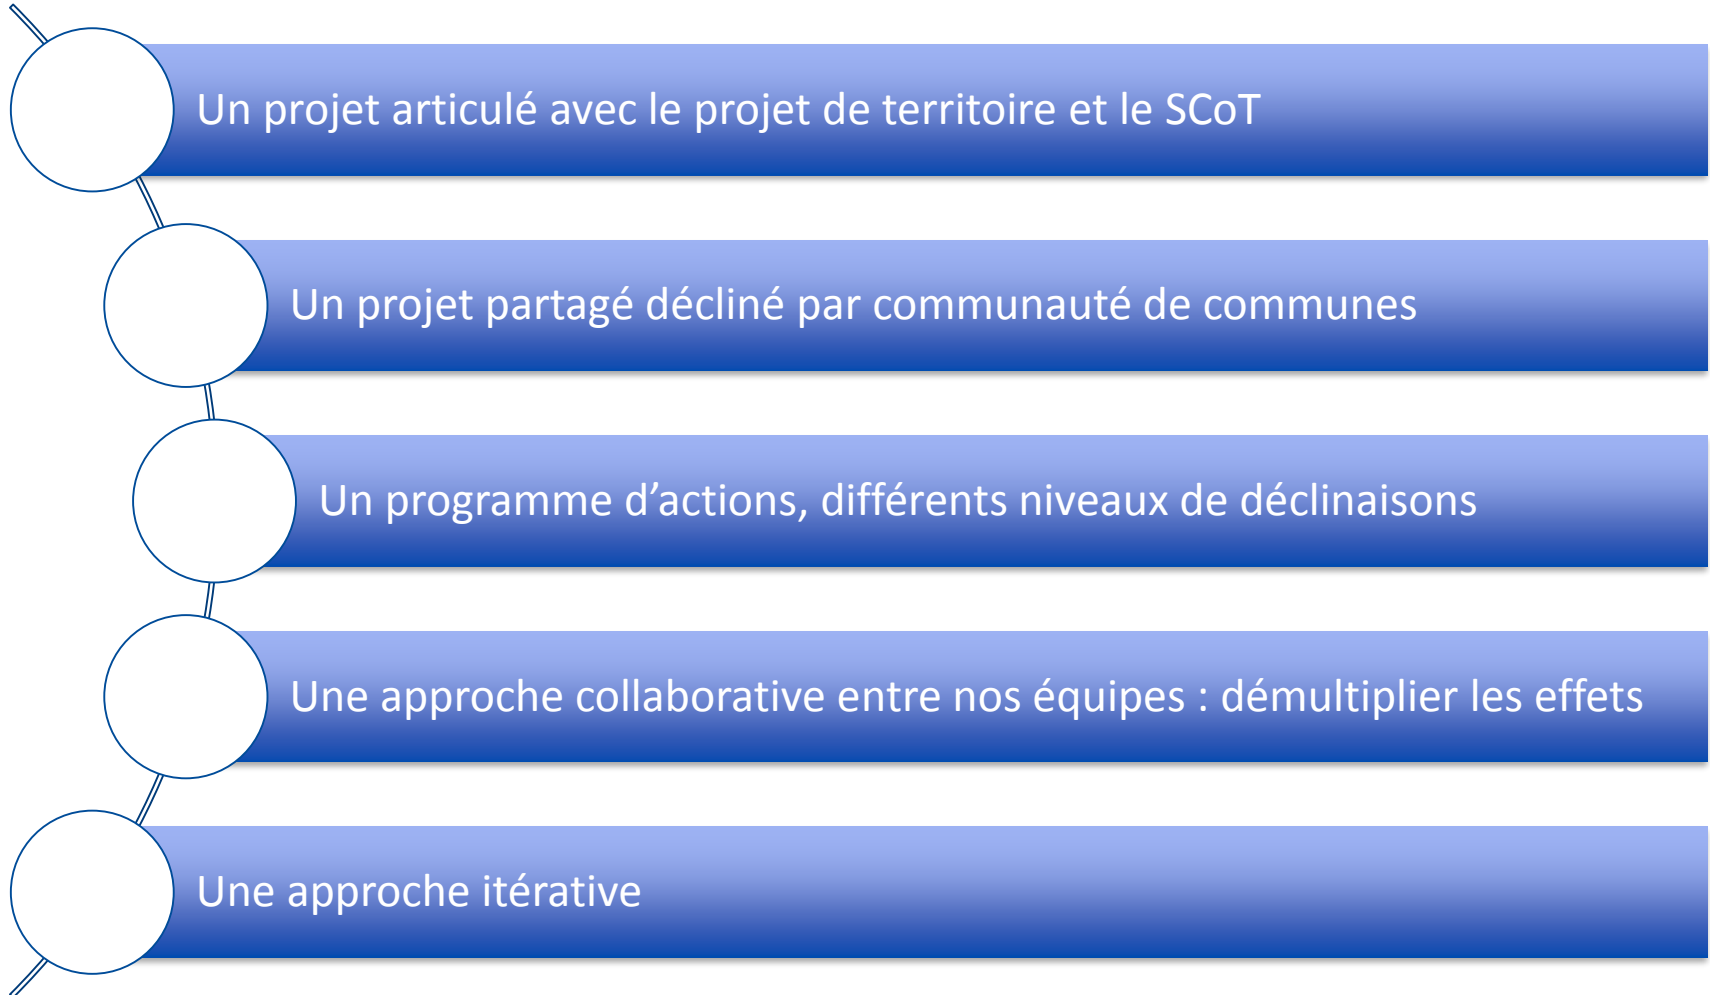 Un projet articulé avec le projet de territoire et le SCoT
Un projet partagé décliné par communauté de communes
Un programme d’actions, différents niveaux de déclinaisons
Une approche collaborative entre nos équipes : démultiplier les effets
Une approche itérative